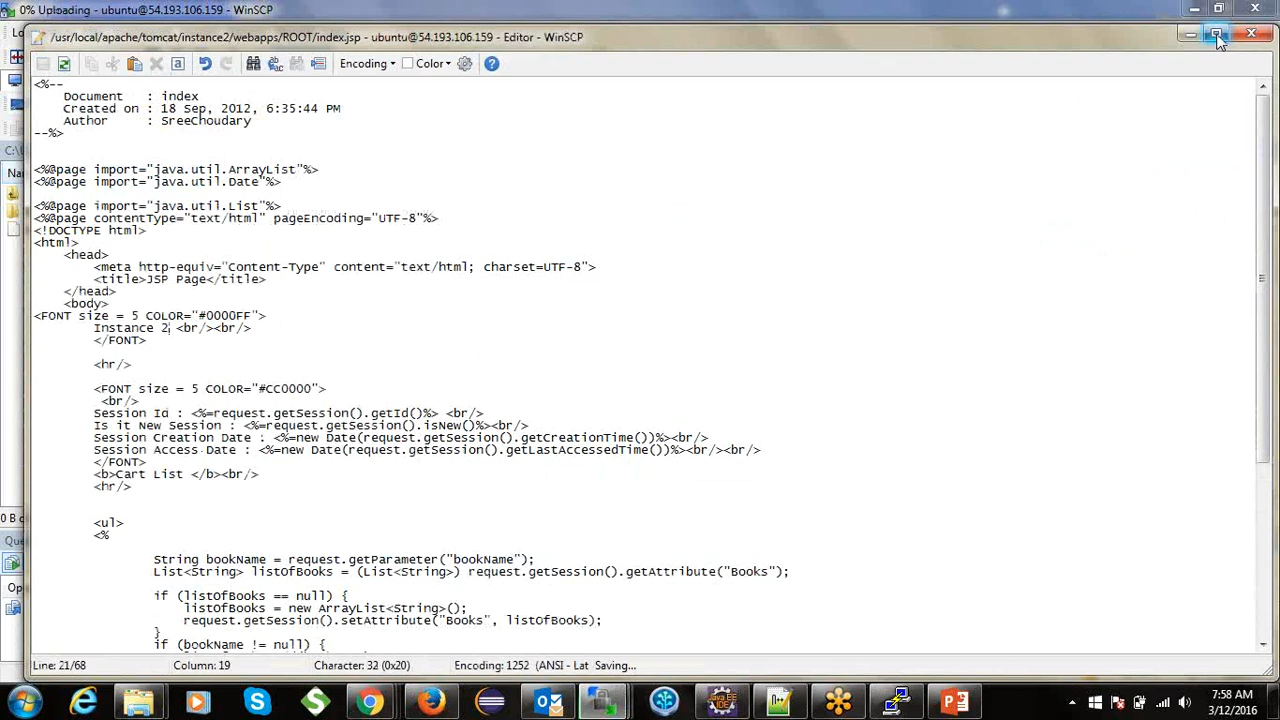 0% Uploading - ubuntu@54.193.106.159 - WinSCP
/usr/local/apache/tomcat/instance2/webapps/ROOT/index.jsp - ubuntu@54.193.106.159 - Editor - WinSCP
Encoding Color
<%--
Document : index
Created on : 18 Sep, 2012, 6:35:44 PM
Author : SreeChoudary
--%>
<%@page import="java.util.ArrayList"%>
<%@page import="java.util.Date"%>
<%@page import="java.util.List"%>
<%@page contentType="text/html" pageEncoding="UTF-8"%>
<!DOCTYPE html>
<html>
<head>
<meta http-equiv="Content-Type" content="text/html; charset=UTF-8">
<title>JSP Page</title>
</head>
<body>
<FONT size = 5 COLOR="#0000FF">
Instance 2 <br/><br/>
</FONT>
<hr/>
<FONT size = 5 COLOR="#CC0000">
<br/>
Session Id : <%=request.getSession().getId()%> <br/>
Is it New Session : <%=request.getSession().isNew()%><br/>
Session Creation Date : <%=new Date(request.getSession().getCreationTime())%><br/>
Session Access Date : <%=new Date(request.getSession().getLastAccessedTime())%><br/><br/>
</FONT>
<b>Cart List </b><br/>
<hr/>
<ul>
<%
String bookName = request.getParameter("bookName");
List<String> listOfBooks = (List<String>) request.getSession().getAttribute("Books");
if (listOfBooks == null) {
listOfBooks = new ArrayList<String>();
request.getSession().setAttribute("Books", listOfBooks);
}
if (bookName != null) {
Line: 21/68 Column: 19 Character: 32 (0x20) Encoding: 1252 (ANSI - Lat Saving...
7:58 AM
3/12/2016